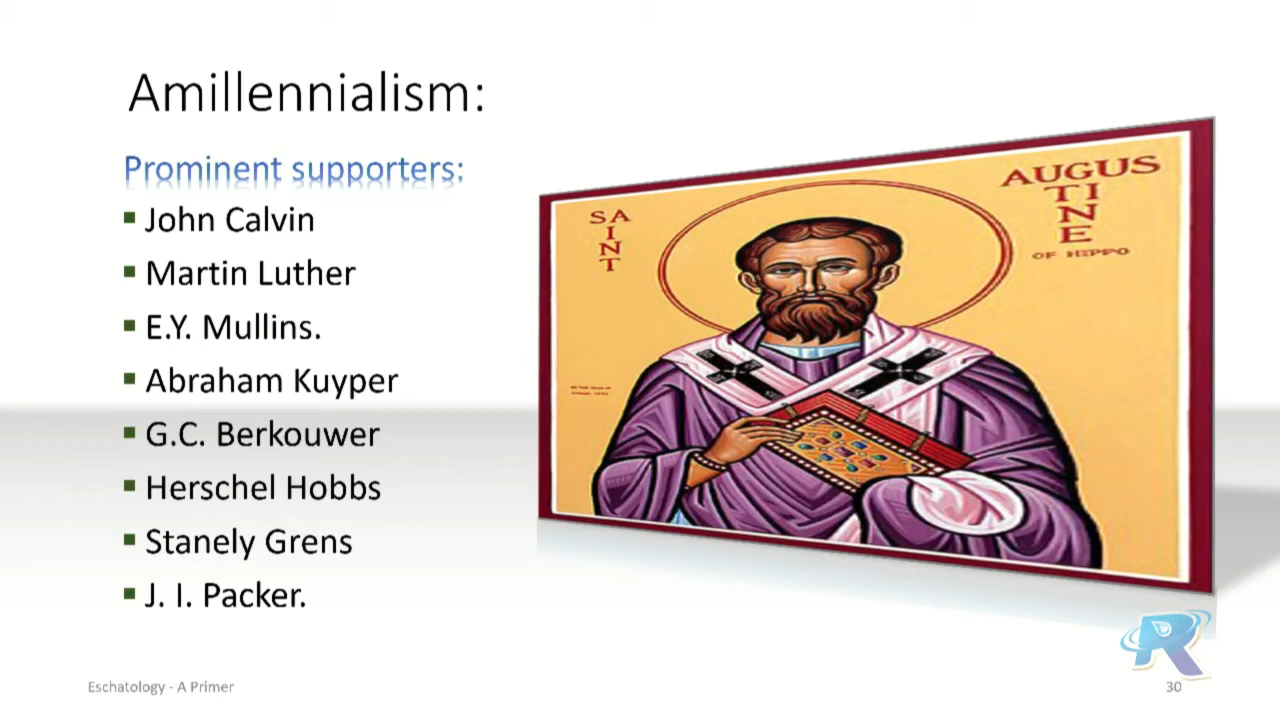 Amillennialism:
Prominent supporters:
John Calvin
Martin Luther
E.Y. Mullins.
Abraham Kuyper
G.C. Berkouwer
Herschel Hobbs
Stanely Grens
J. I. Packer.
SAINT
AUGUSTINE
OF HIPPO
R
Eschatology - A Primer
30